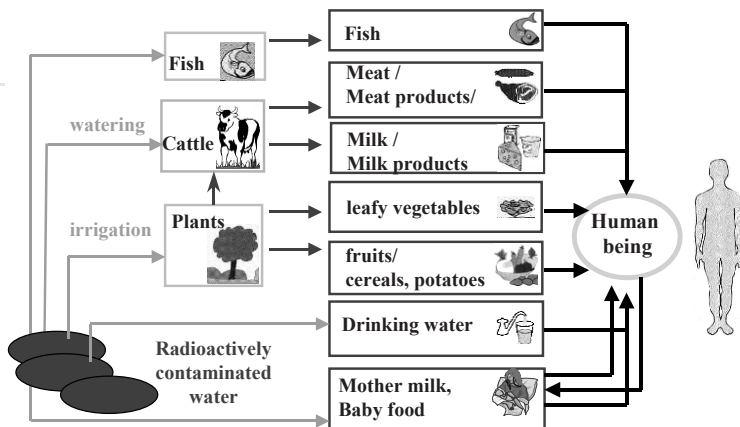 Fish
Fish
Meat /
Meat products/
watering
Cattle
Milk /
Milk products
Plants
leafy vegetables
irrigation
Human
being
fruits/
cereals, potatoes
Drinking water
Radioactively
contaminated
water
Mother milk,
Baby food